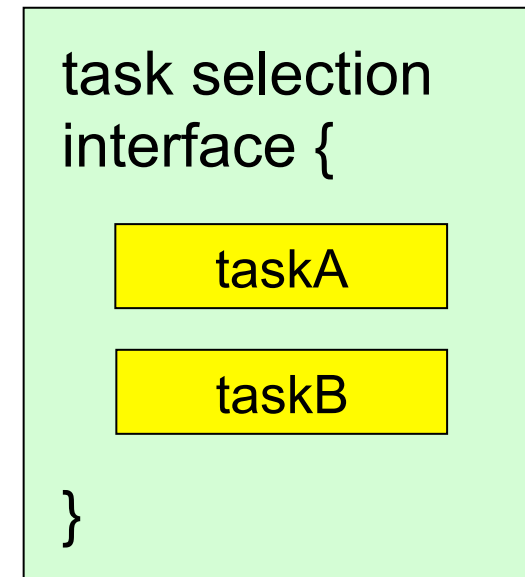 task selection
interface {
taskA
taskB
}